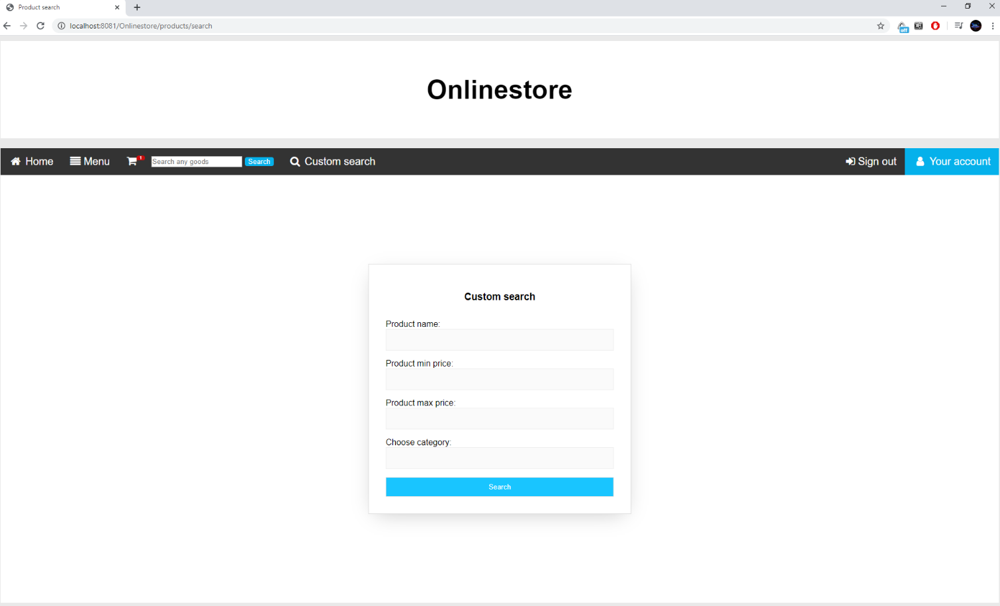 Product search
localhost:8081/Onlinestore/products/search
off
Onlinestore
Home Menu 1 Search any goods Search Custom search Sign out Your account
Custom search
Product name:
Product min price:
Product max price:
Choose category:
Search